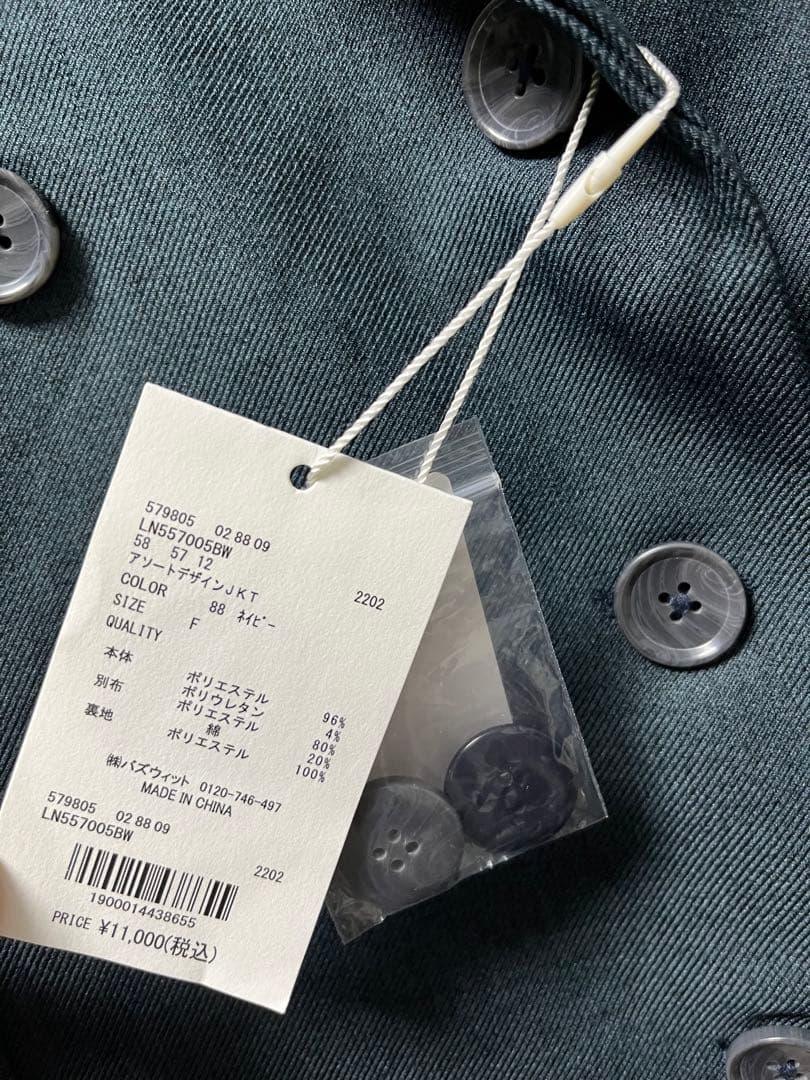 579805 02 88 09
LN557005BW
58 57 12
アソートデザインJKT 2202
COLOR 88 ﾈｲﾋﾞｰ
SIZE F
QUALITY
本体 ポリエステル 96%
ポリウレタン 4%
別布 ポリエステル 80%
綿 20%
裏地 ポリエステル 100%
㈱バズウィット 0120-746-497
MADE IN CHINA
579805 02 88 09
LN557005BW 2202
1900014438655
PRICE ¥11,000(税込)